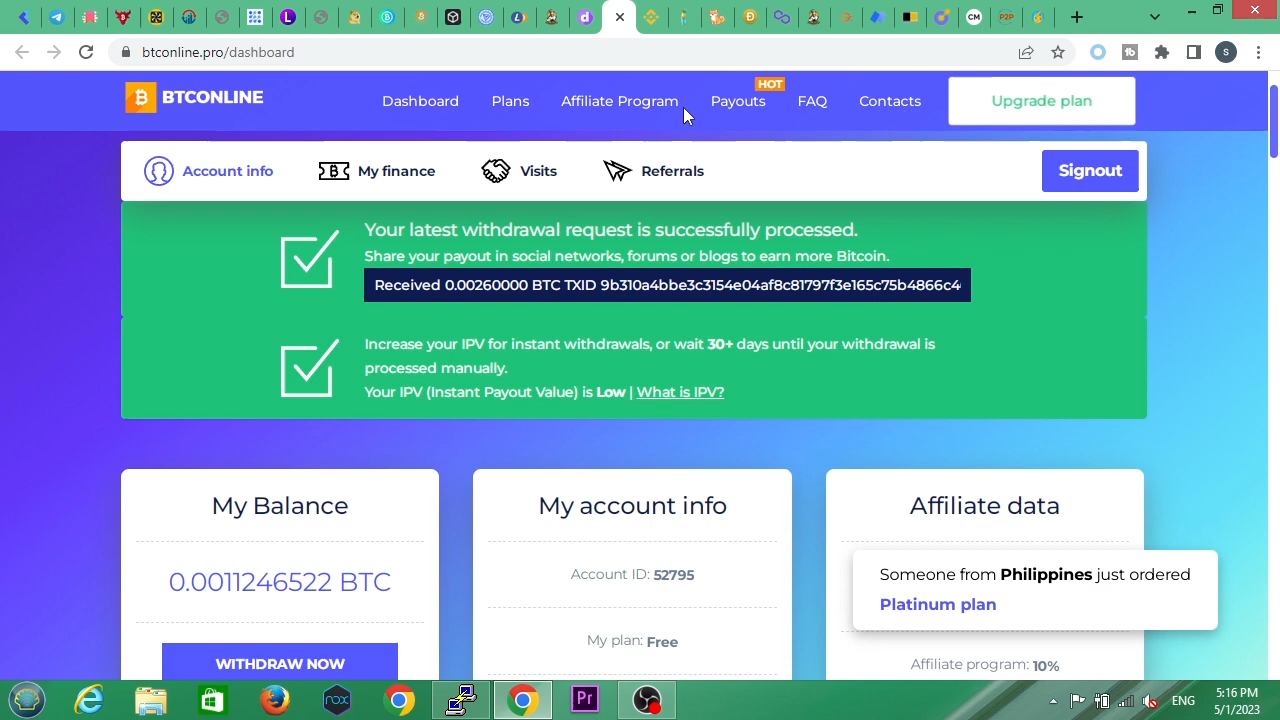 btconline.pro/dashboard
S
BTCONLINE
Dashboard
Plans
Affiliate Program
HOT
Payouts
FAQ
Contacts
Upgrade plan
Account info
My finance
Visits
Referrals
Signout
Your latest withdrawal request is successfully processed.
Share your payout in social networks, forums or blogs to earn more Bitcoin.
Received 0.00260000 BTC TXID 9b310a4bbe3c3154e04af8c81797f3e165c75b4866c4
Increase your IPV for instant withdrawals, or wait 30+ days until your withdrawal is
processed manually.
Your IPV (Instant Payout Value) is Low | What is IPV?
My Balance
0.0011246522 BTC
WITHDRAW NOW
My account info
Account ID: 52795
My plan: Free
Affiliate data
Someone from Philippines just ordered
Platinum plan
Affiliate program: 10%
nox
Pr
ENG
5:16 PM
5/1/2023